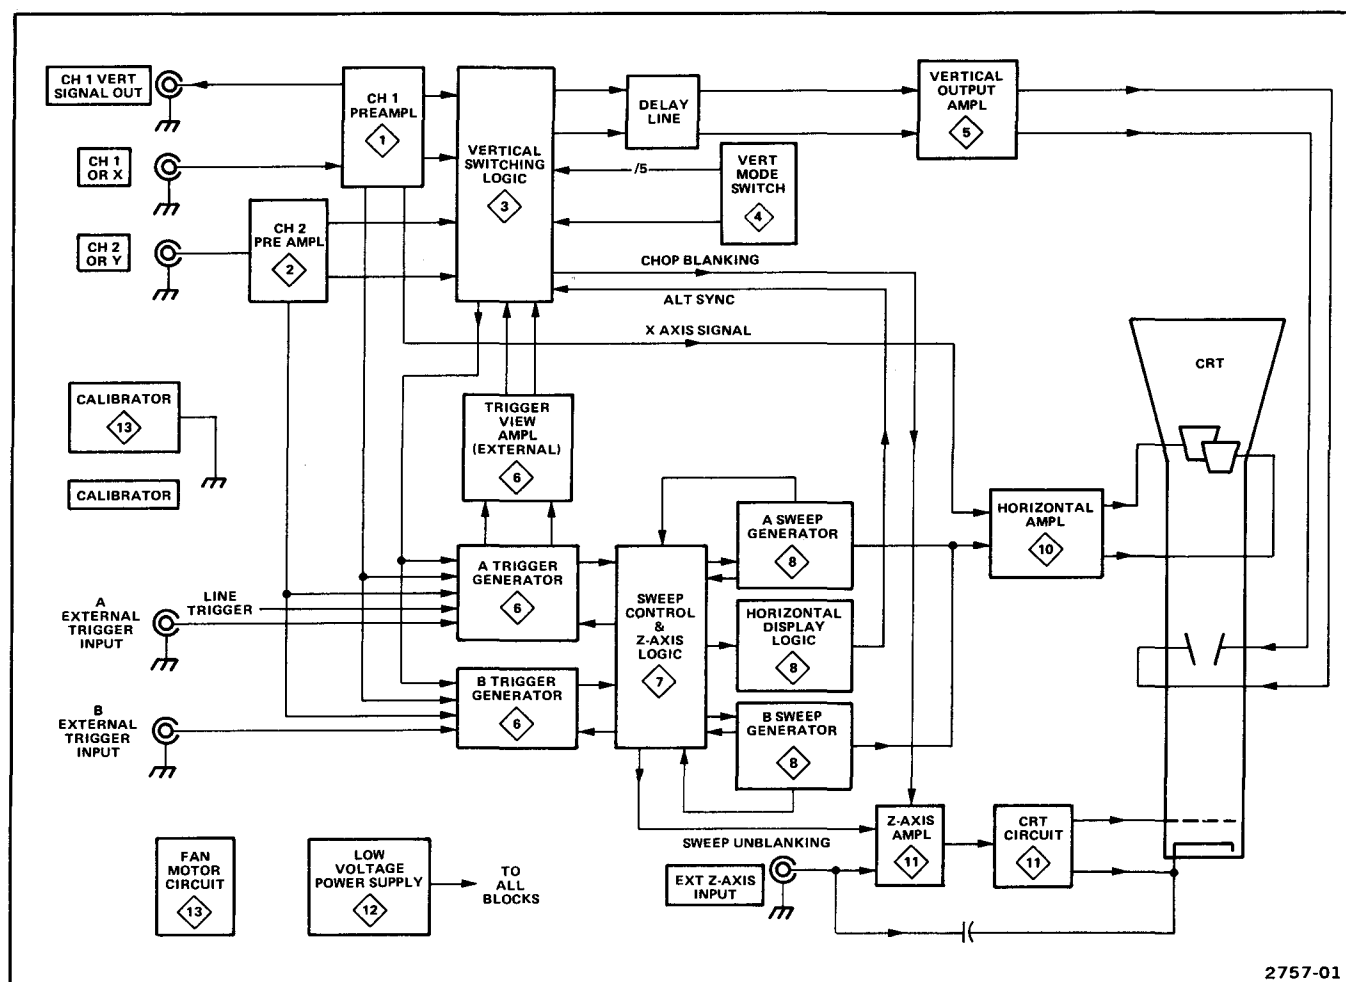 CH 1 VERT
SIGNAL OUT
CH 1
PREAMPL
1
VERTICAL
SWITCHING
LOGIC
3
DELAY
LINE
VERTICAL
OUTPUT
AMPL
5
CH 1
OR X
/5
VERT
MODE
SWITCH
4
CH 2
OR Y
CH 2
PRE AMPL
2
CHOP BLANKING
ALT SYNC
X AXIS SIGNAL
CRT
CALIBRATOR
13
CALIBRATOR
TRIGGER
VIEW
AMPL
(EXTERNAL)
6
A SWEEP
GENERATOR
8
HORIZONTAL
AMPL
10
A TRIGGER
GENERATOR
6
SWEEP
CONTROL
&
Z-AXIS
LOGIC
7
HORIZONTAL
DISPLAY
LOGIC
8
A
EXTERNAL
TRIGGER
INPUT
LINE
TRIGGER
B TRIGGER
GENERATOR
6
B SWEEP
GENERATOR
8
B
EXTERNAL
TRIGGER
INPUT
SWEEP UNBLANKING
Z-AXIS
AMPL
11
CRT
CIRCUIT
11
FAN
MOTOR
CIRCUIT
13
LOW
VOLTAGE
POWER SUPPLY
12
TO
ALL
BLOCKS
EXT Z-AXIS
INPUT
2757-01